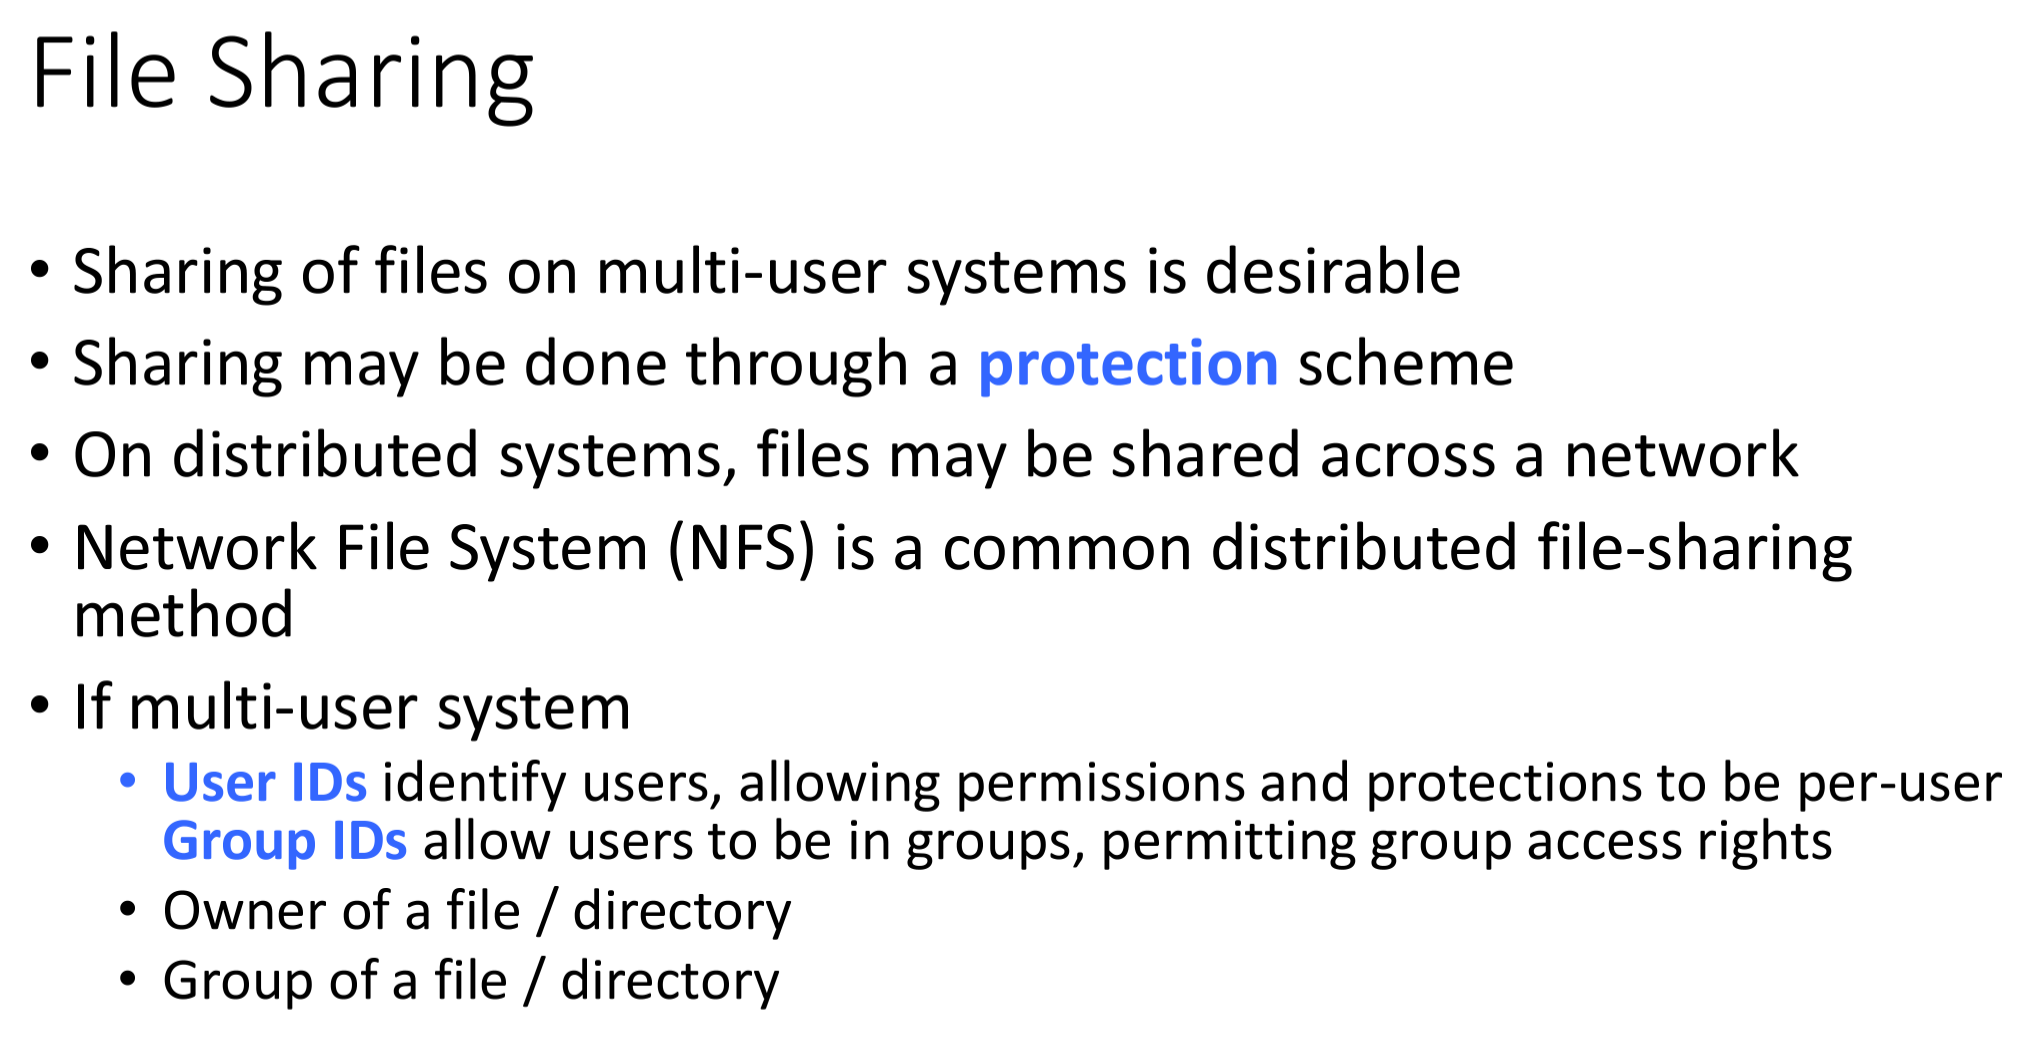 File Sharing
• Sharing of files on multi-user systems is desirable
• Sharing may be done through a protection scheme
• On distributed systems, files may be shared across a network
• Network File System (NFS) is a common distributed file-sharing
method
• If multi-user system
• User IDs identify users, allowing permissions and protections to be per-user
Group IDs allow users to be in groups, permitting group access rights
• Owner of a file / directory
• Group of a file / directory